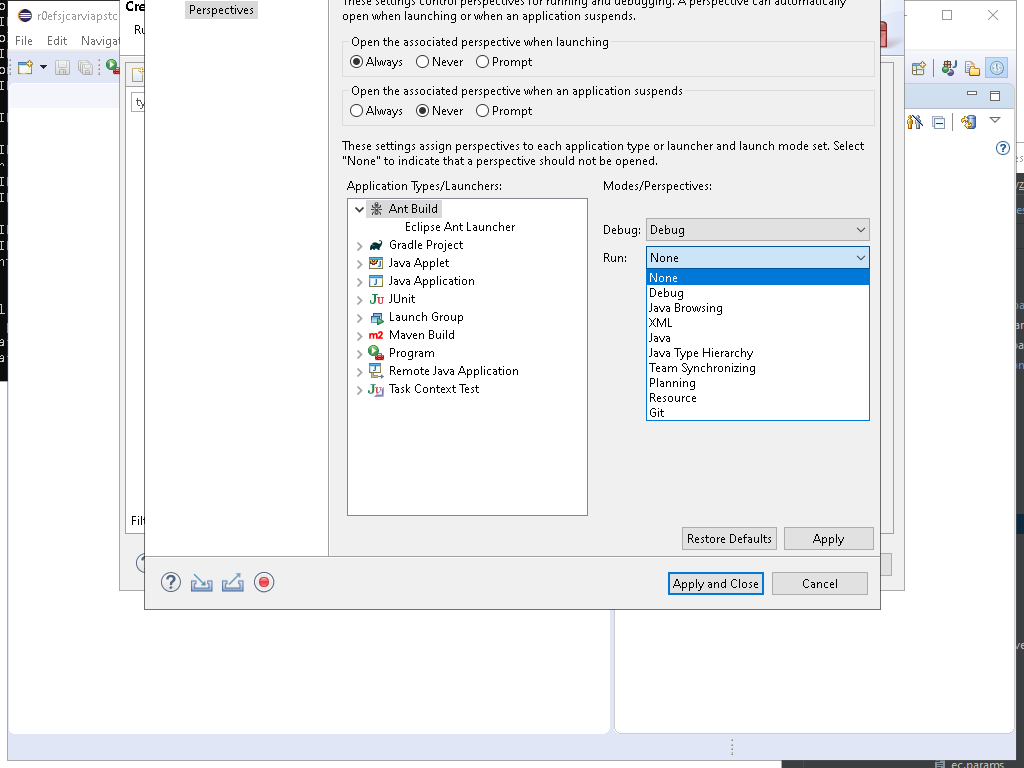 r0efsjcarviapstc
File Edit Navigat
Cre
Ru
ty
Filt
Perspectives
These settings control perspectives for running and debugging. A perspective can automatically
open when launching or when an application suspends.
Open the associated perspective when launching
Always Never Prompt
Open the associated perspective when an application suspends
Always Never Prompt
These settings assign perspectives to each application type or launcher and launch mode set. Select
"None" to indicate that a perspective should not be opened.
Application Types/Launchers: Modes/Perspectives:
Ant Build
Eclipse Ant Launcher
Gradle Project
Java Applet
Java Application
JUnit
Launch Group
Maven Build
Program
Remote Java Application
Task Context Test
Debug: Debug
Run: None
None
Debug
Java Browsing
XML
Java
Java Type Hierarchy
Team Synchronizing
Planning
Resource
Git
Restore Defaults Apply
Apply and Close Cancel
ec.params